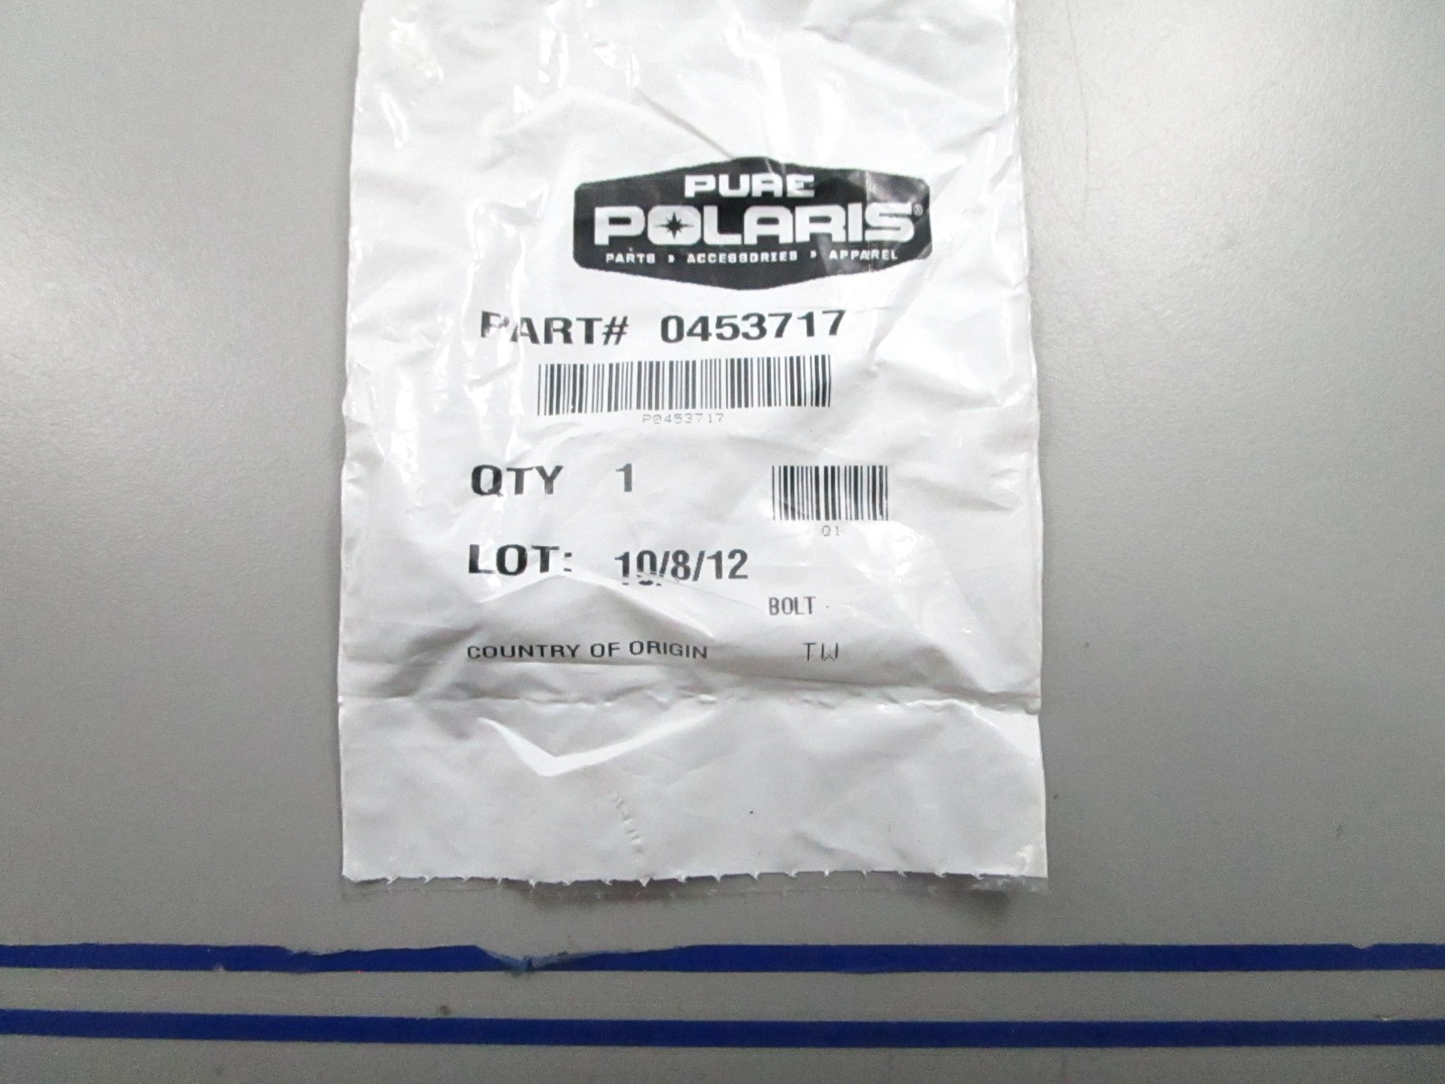 PURE
POLARIS®
PARTS • ACCESSORIES • APPAREL
PART# 0453717
P0453717
QTY 1
Q1
LOT: 10/8/12
BOLT -
COUNTRY OF ORIGIN TW